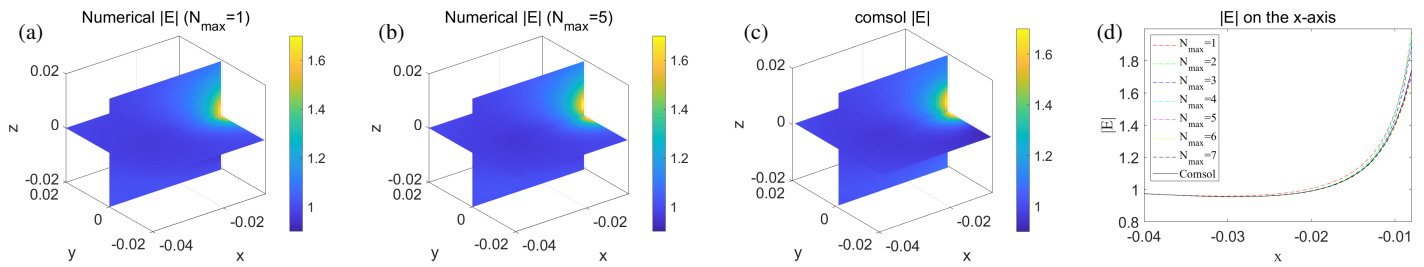 (a)
Numerical |E| (N_max=1)
0.02
0
-0.02
z
0.02
0
-0.02
y
-0.04
-0.02
x
1.6
1.4
1.2
1
(b)
Numerical |E| (N_max=5)
0.02
0
-0.02
z
0.02
0
-0.02
y
-0.04
-0.02
x
1.6
1.4
1.2
1
(c)
comsol |E|
0.02
0
-0.02
z
0.02
0
-0.02
y
-0.04
-0.02
x
1.6
1.4
1.2
1
(d)
|E| on the x-axis
N_max=1
N_max=2
N_max=3
N_max=4
N_max=5
N_max=6
N_max=7
Comsol
1.8
1.6
1.4
1.2
1
0.8
|E|
-0.04
-0.03
-0.02
-0.01
x